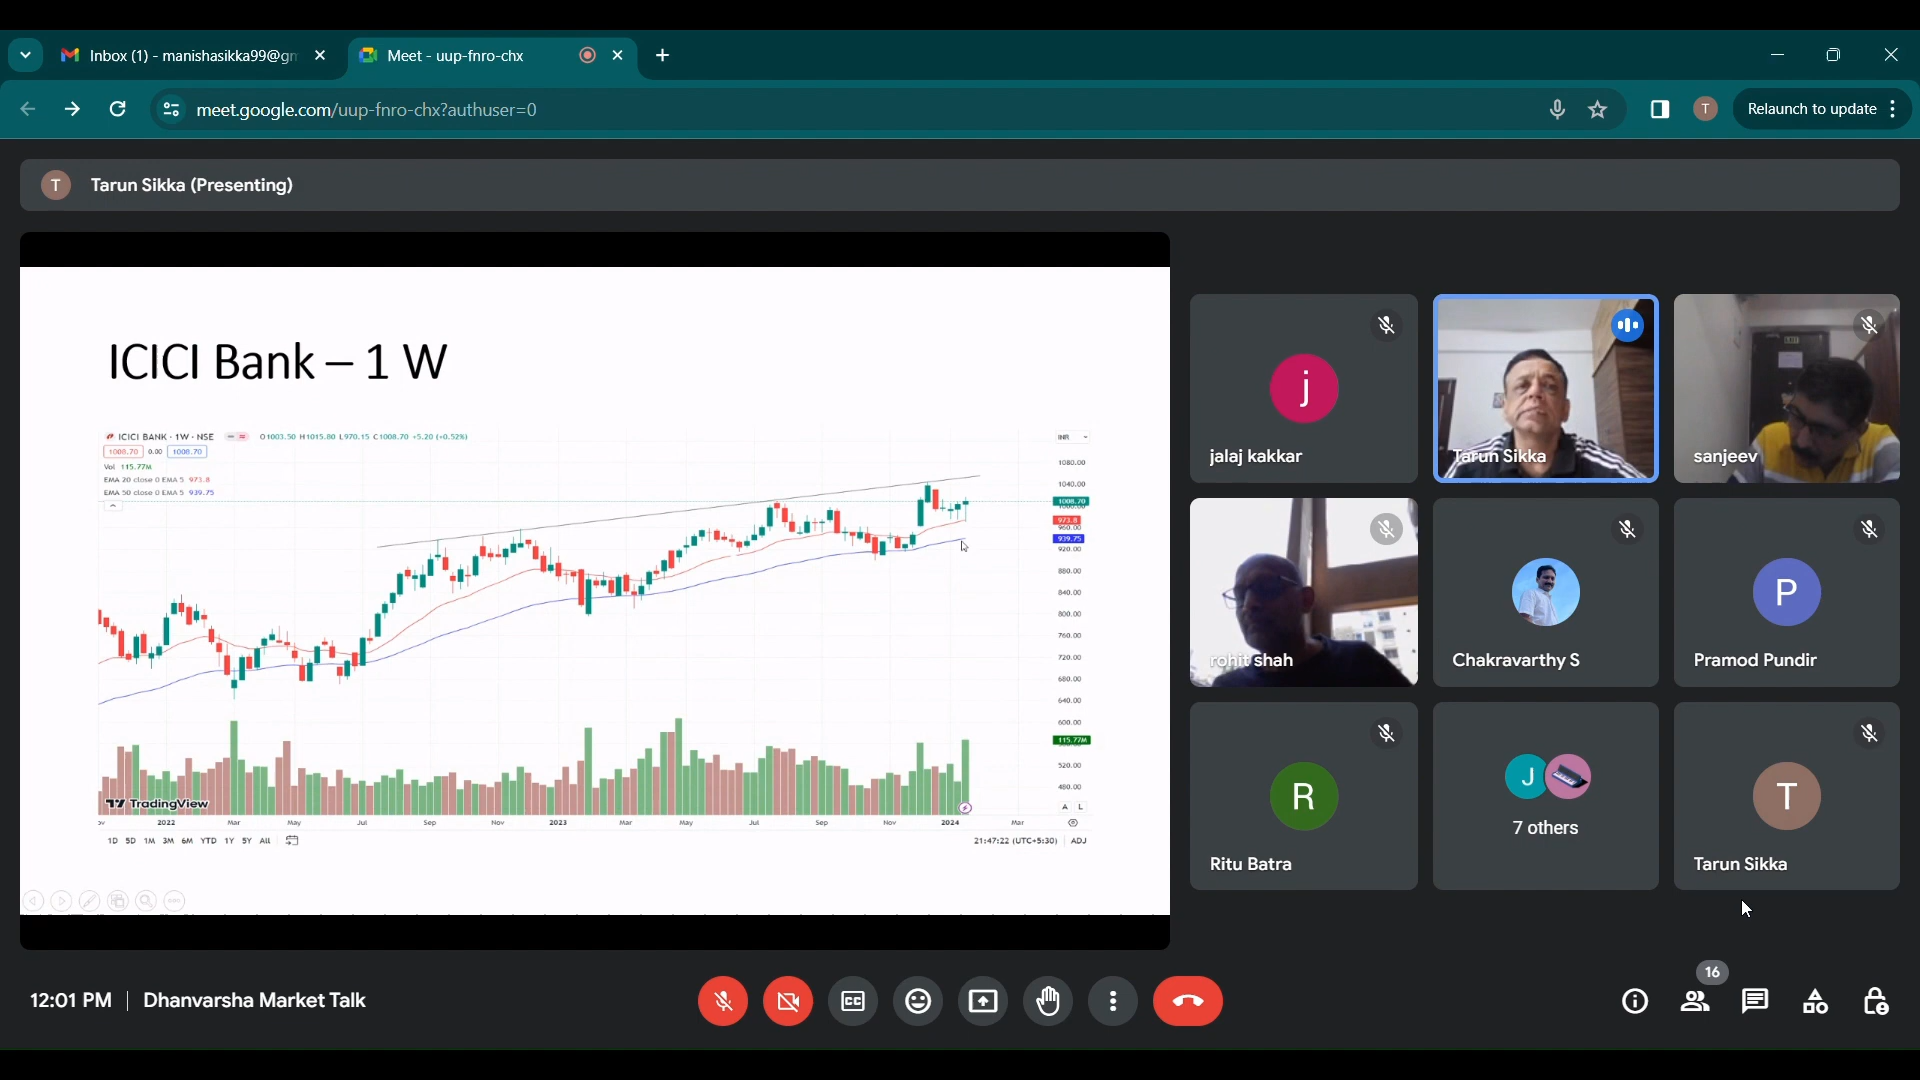 Inbox (1) - manishasikka99@gm
Meet - uup-fnro-chx
meet.google.com/uup-fnro-chx?authuser=0
T
Relaunch to update
T
Tarun Sikka (Presenting)
ICICI Bank – 1 W
ICICI BANK · 1W · NSE O1003.50 H1015.80 L970.15 C1008.70 +5.20 (+0.52%)
INR
1008.70 0.00 1008.70
Vol 115.77M
EMA 20 close 0 EMA 5 973.8
EMA 50 close 0 EMA 5 939.75
1080.00
1040.00
1008.70
1000.00
973.8
960.00
939.75
920.00
880.00
840.00
800.00
760.00
720.00
680.00
640.00
600.00
115.77M
520.00
480.00
A L
TradingView
2022 Mar May Jul Sep Nov 2023 Mar May Jul Sep Nov 2024 Mar
1D 5D 1M 3M 6M YTD 1Y 5Y All
21:47:22 (UTC+5:30) ADJ
j
jalaj kakkar
Tarun Sikka
sanjeev
rohit shah
Chakravarthy S
P
Pramod Pundir
R
Ritu Batra
J
7 others
T
Tarun Sikka
12:01 PM | Dhanvarsha Market Talk
CC
16